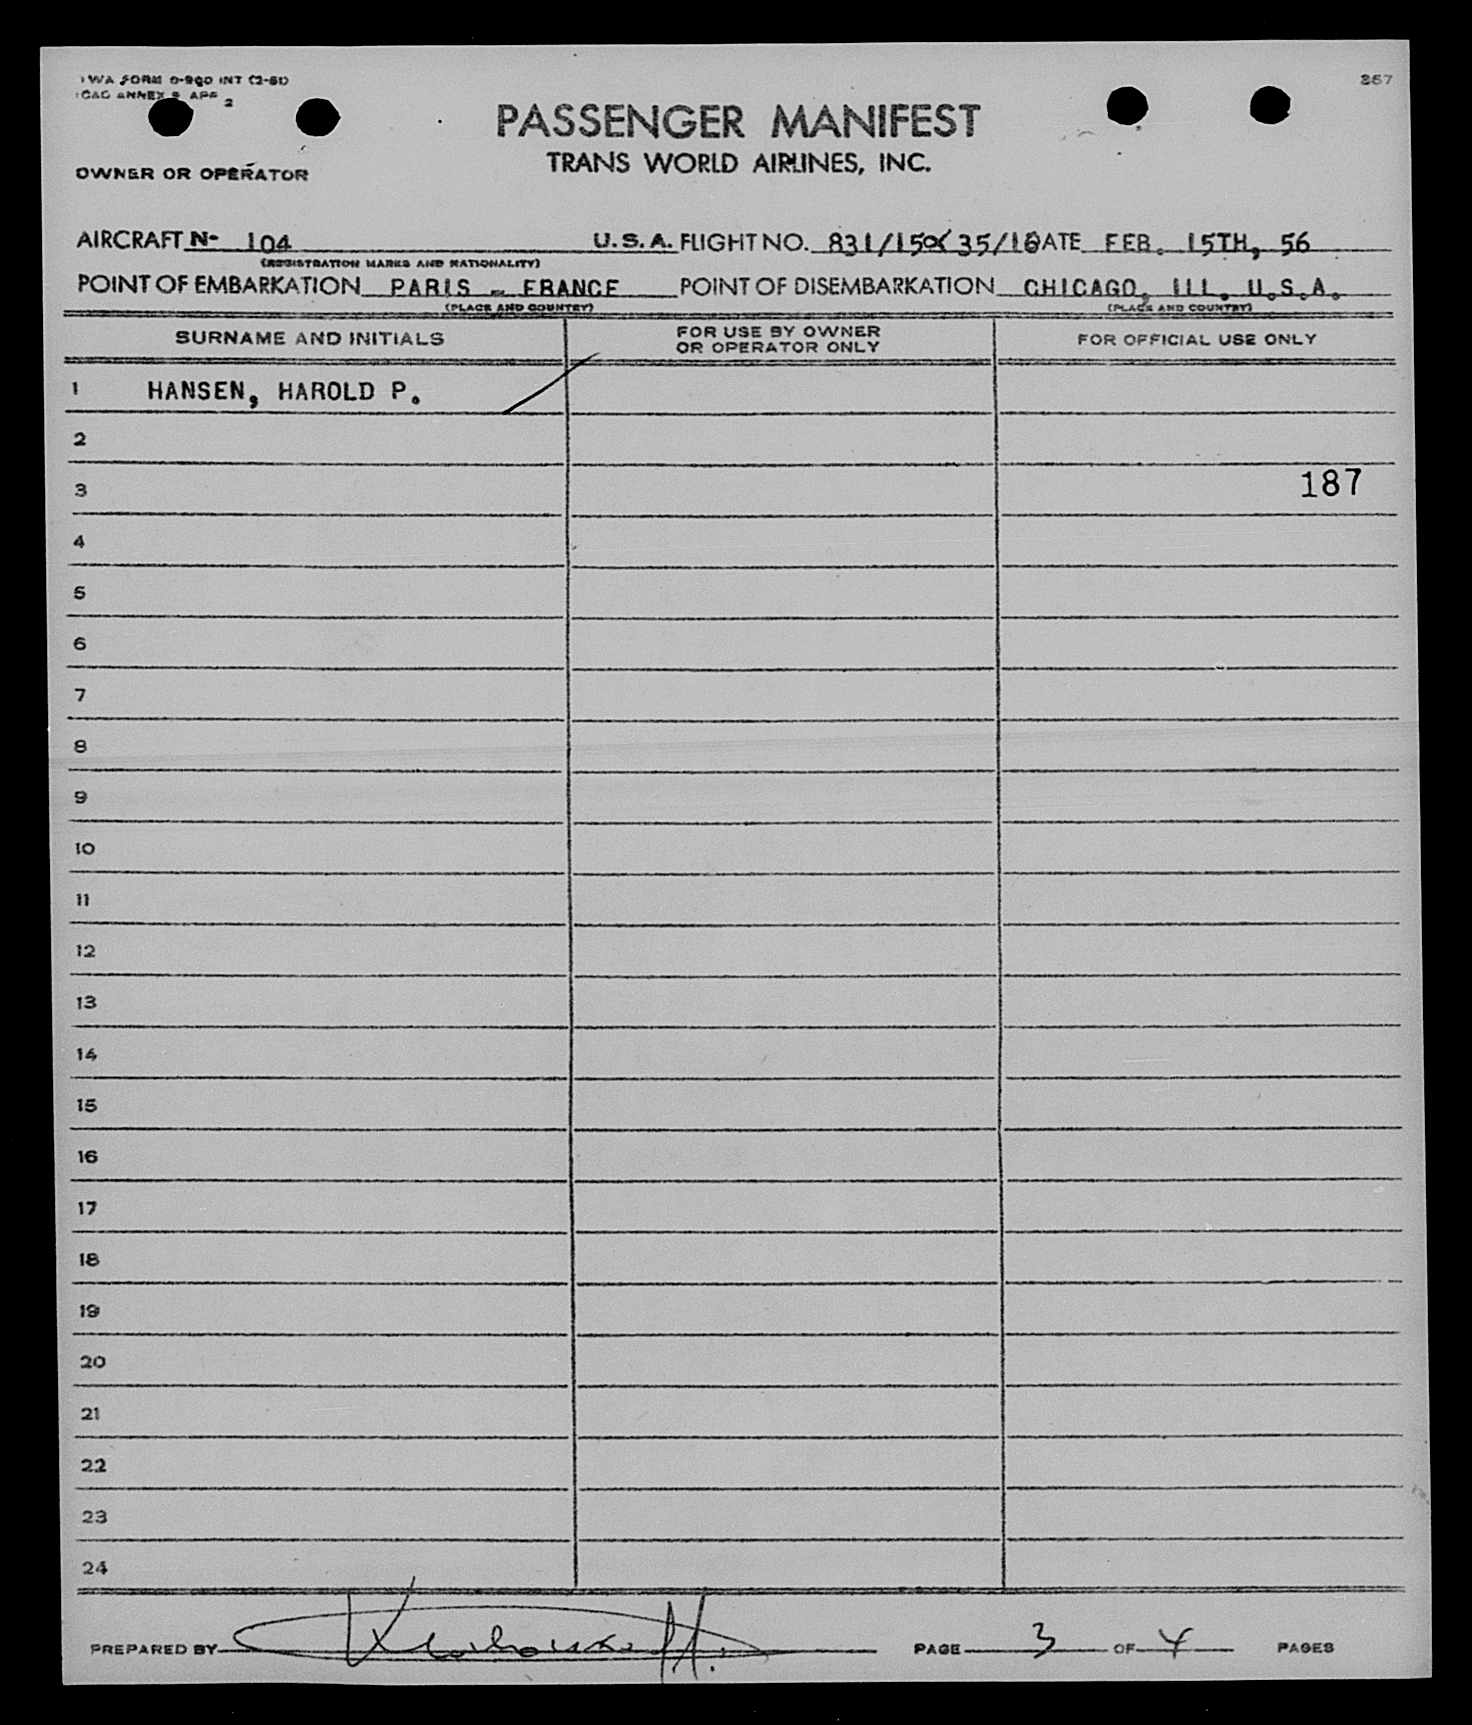 TWA FORM O-290 INT (2-51)
ICAO ANNEX 9 APP 2
267
PASSENGER MANIFEST
TRANS WORLD AIRLINES, INC.
OWNER OR OPERATOR
AIRCRAFT N- 104 U.S.A. FLIGHT NO. 831/15 35/16 DATE FEB. 15TH, 56
(REGISTRATION MARKS AND NATIONALITY)
POINT OF EMBARKATION PARIS - FRANCE POINT OF DISEMBARKATION CHICAGO, ILL. U.S.A.
(PLACE AND COUNTRY) (PLACE AND COUNTRY)
SURNAME AND INITIALS FOR USE BY OWNER OR OPERATOR ONLY FOR OFFICIAL USE ONLY
1 HANSEN, HAROLD P.
2
3 187
4
5
6
7
8
9
10
11
12
13
14
15
16
17
18
19
20
21
22
23
24
PREPARED BY PAGE 3 OF 4 PAGES